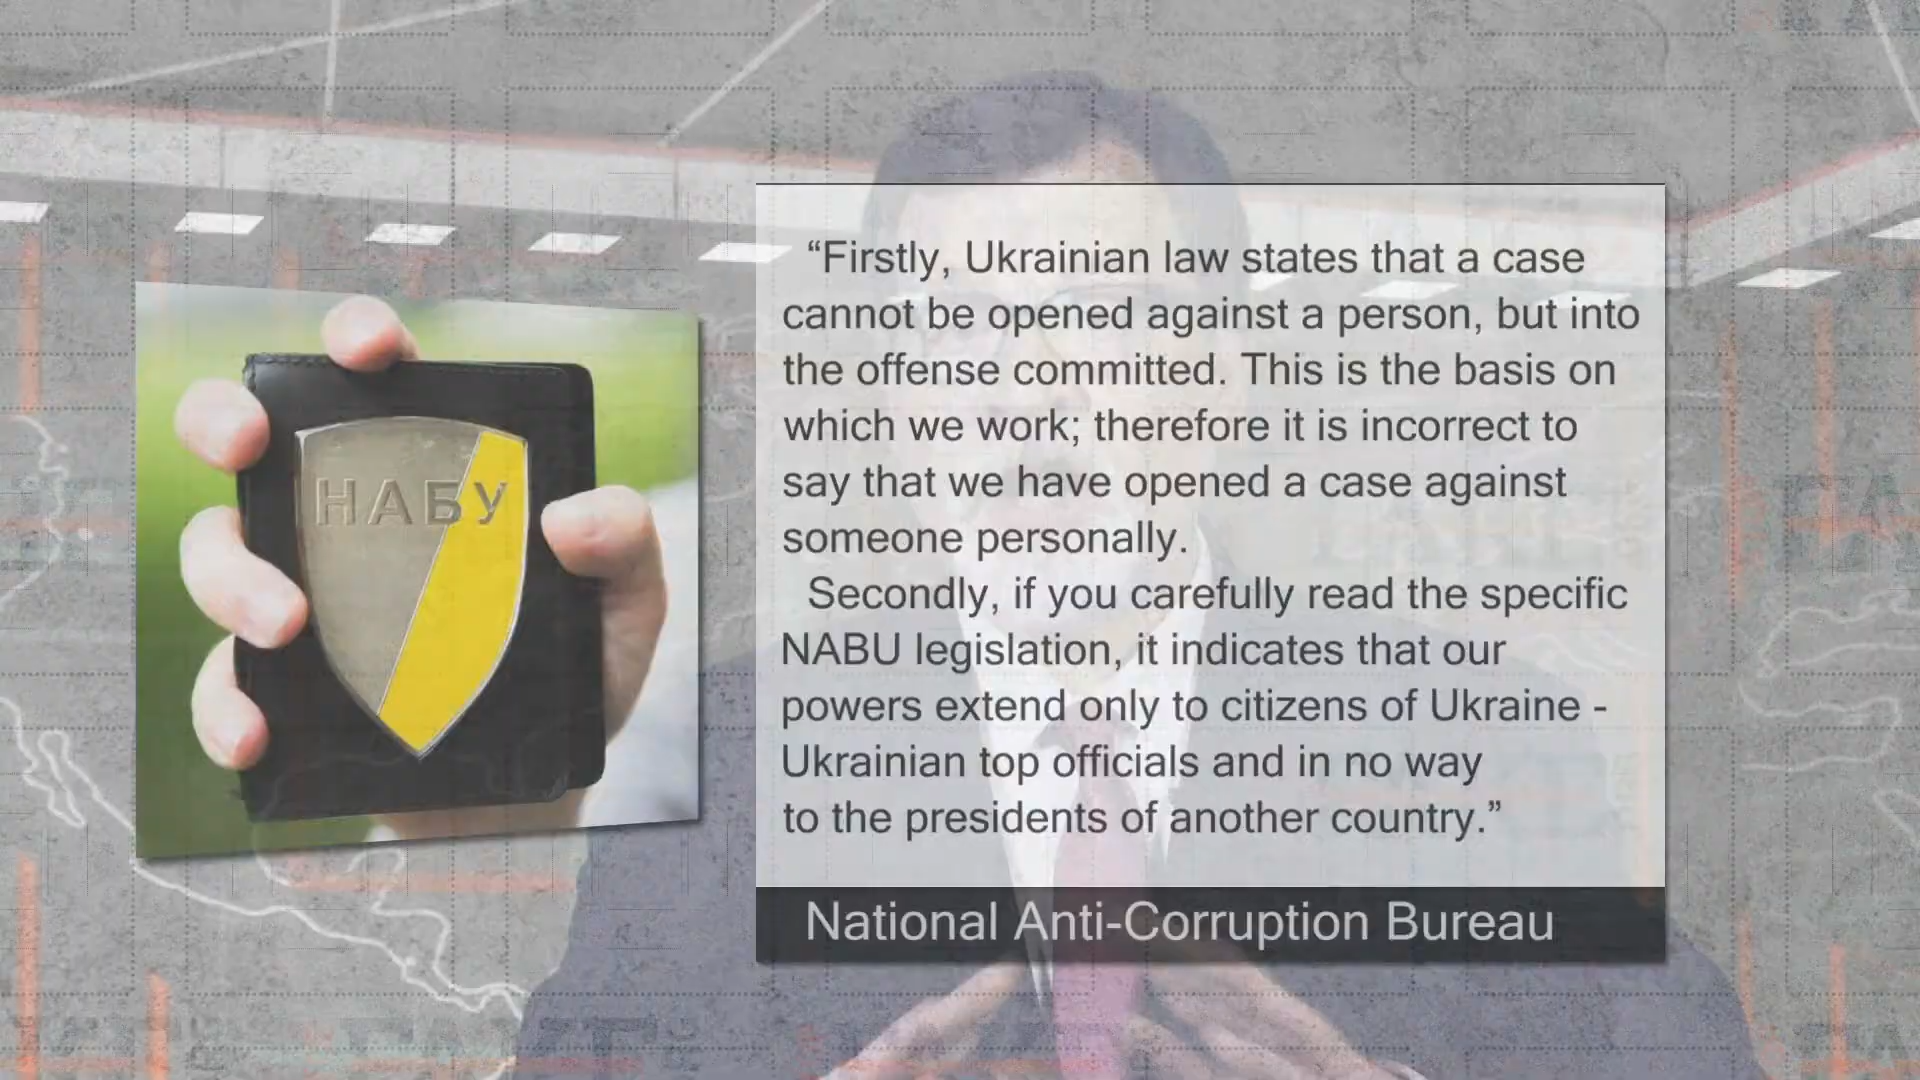 НАБУ
“Firstly, Ukrainian law states that a case
cannot be opened against a person, but into
the offense committed. This is the basis on
which we work; therefore it is incorrect to
say that we have opened a case against
someone personally.
Secondly, if you carefully read the specific
NABU legislation, it indicates that our
powers extend only to citizens of Ukraine -
Ukrainian top officials and in no way
to the presidents of another country.”
National Anti-Corruption Bureau